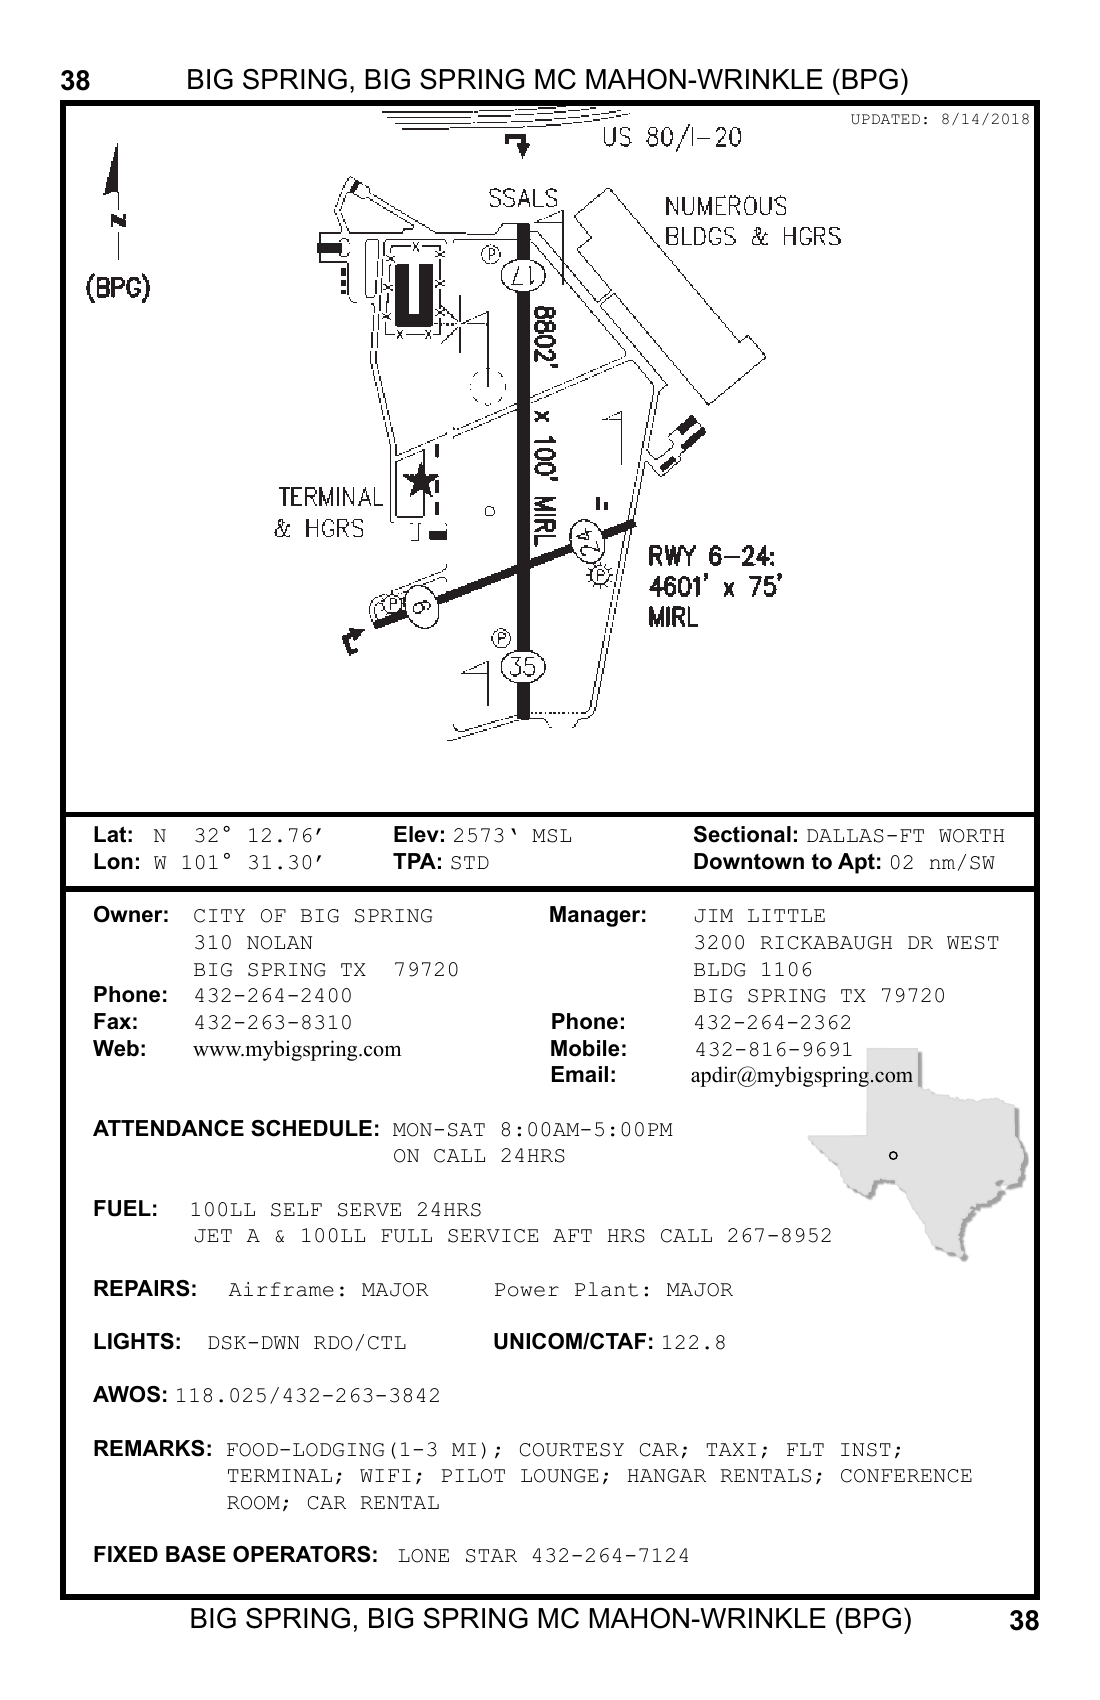 38 BIG SPRING, BIG SPRING MC MAHON-WRINKLE (BPG)
UPDATED: 8/14/2018
US 80/I-20
N
(BPG)
SSALS
NUMEROUS
BLDGS & HGRS
P
17
8802' x 100' MIRL
TERMINAL
& HGRS
24
RWY 6-24:
4601' x 75'
MIRL
P
P
6
P
35
Lat: N 32° 12.76′ Elev: 2573‘ MSL Sectional: DALLAS-FT WORTH
Lon: W 101° 31.30′ TPA: STD Downtown to Apt: 02 nm/SW
Owner: CITY OF BIG SPRING Manager: JIM LITTLE
310 NOLAN 3200 RICKABAUGH DR WEST
BIG SPRING TX 79720 BLDG 1106
Phone: 432-264-2400 BIG SPRING TX 79720
Fax: 432-263-8310 Phone: 432-264-2362
Web: www.mybigspring.com Mobile: 432-816-9691
Email: apdir@mybigspring.com
ATTENDANCE SCHEDULE: MON-SAT 8:00AM-5:00PM
ON CALL 24HRS
FUEL: 100LL SELF SERVE 24HRS
JET A & 100LL FULL SERVICE AFT HRS CALL 267-8952
REPAIRS: Airframe: MAJOR Power Plant: MAJOR
LIGHTS: DSK-DWN RDO/CTL UNICOM/CTAF: 122.8
AWOS: 118.025/432-263-3842
REMARKS: FOOD-LODGING(1-3 MI); COURTESY CAR; TAXI; FLT INST;
TERMINAL; WIFI; PILOT LOUNGE; HANGAR RENTALS; CONFERENCE
ROOM; CAR RENTAL
FIXED BASE OPERATORS: LONE STAR 432-264-7124
BIG SPRING, BIG SPRING MC MAHON-WRINKLE (BPG) 38